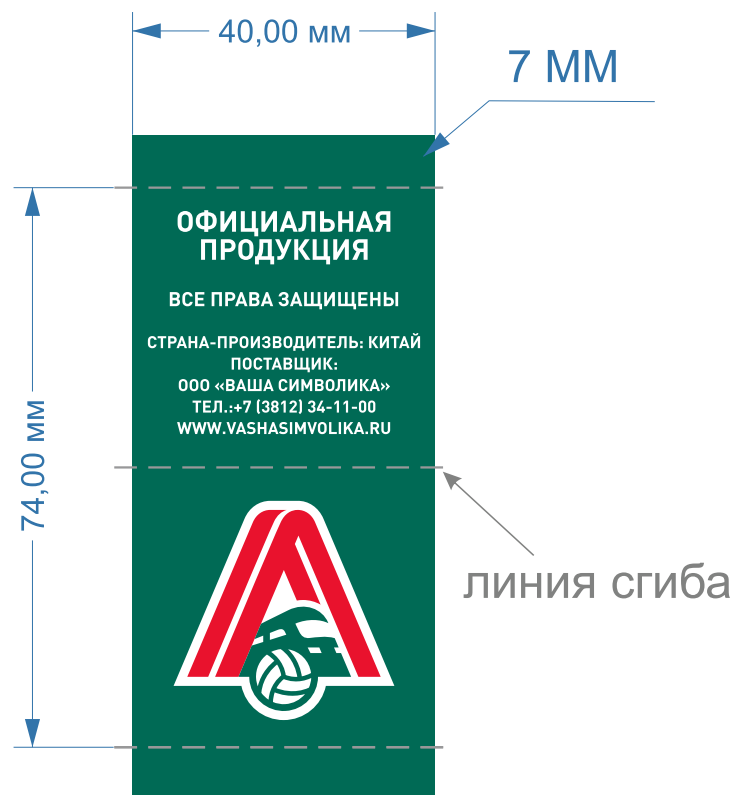 40,00 мм
7 ММ
ОФИЦИАЛЬНАЯ
ПРОДУКЦИЯ
ВСЕ ПРАВА ЗАЩИЩЕНЫ
СТРАНА-ПРОИЗВОДИТЕЛЬ: КИТАЙ
ПОСТАВЩИК:
ООО «ВАША СИМВОЛИКА»
ТЕЛ.:+7 (3812) 34-11-00
WWW.VASHASIMVOLIKA.RU
74,00 мм
линия сгиба